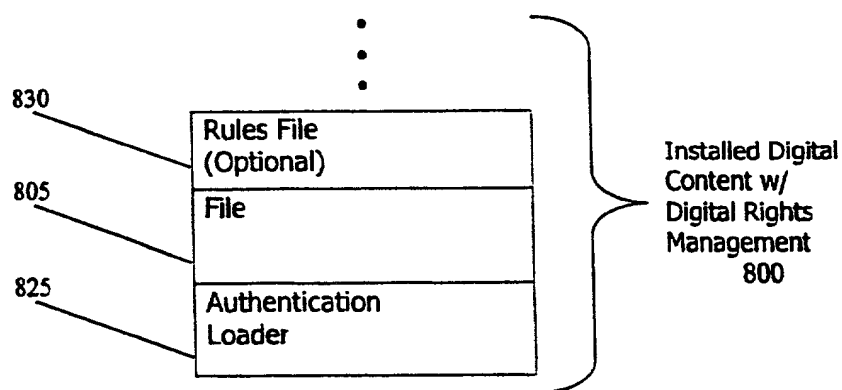 830
Rules File
(Optional)
805
File
825
Authentication
Loader
Installed Digital
Content w/
Digital Rights
Management
800